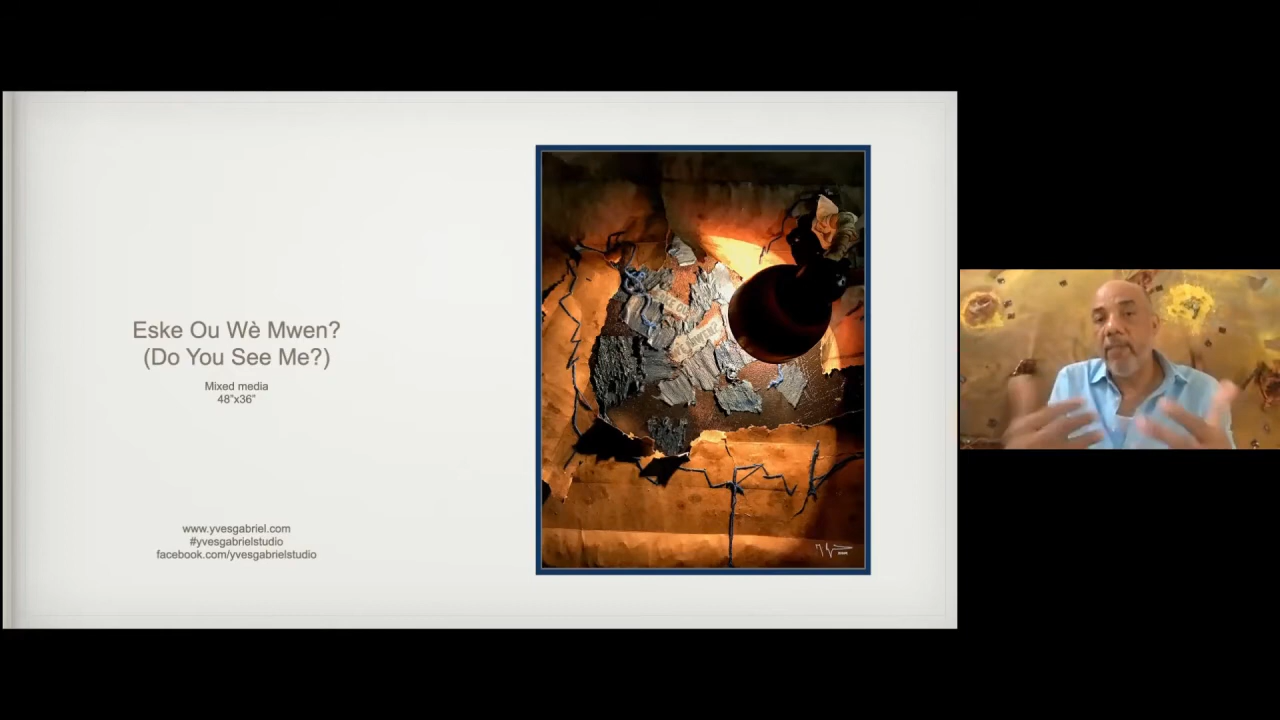 Eske Ou Wè Mwen?
(Do You See Me?)
Mixed media
48"x36"
www.yvesgabriel.com
#yvesgabrielstudio
facebook.com/yvesgabrielstudio